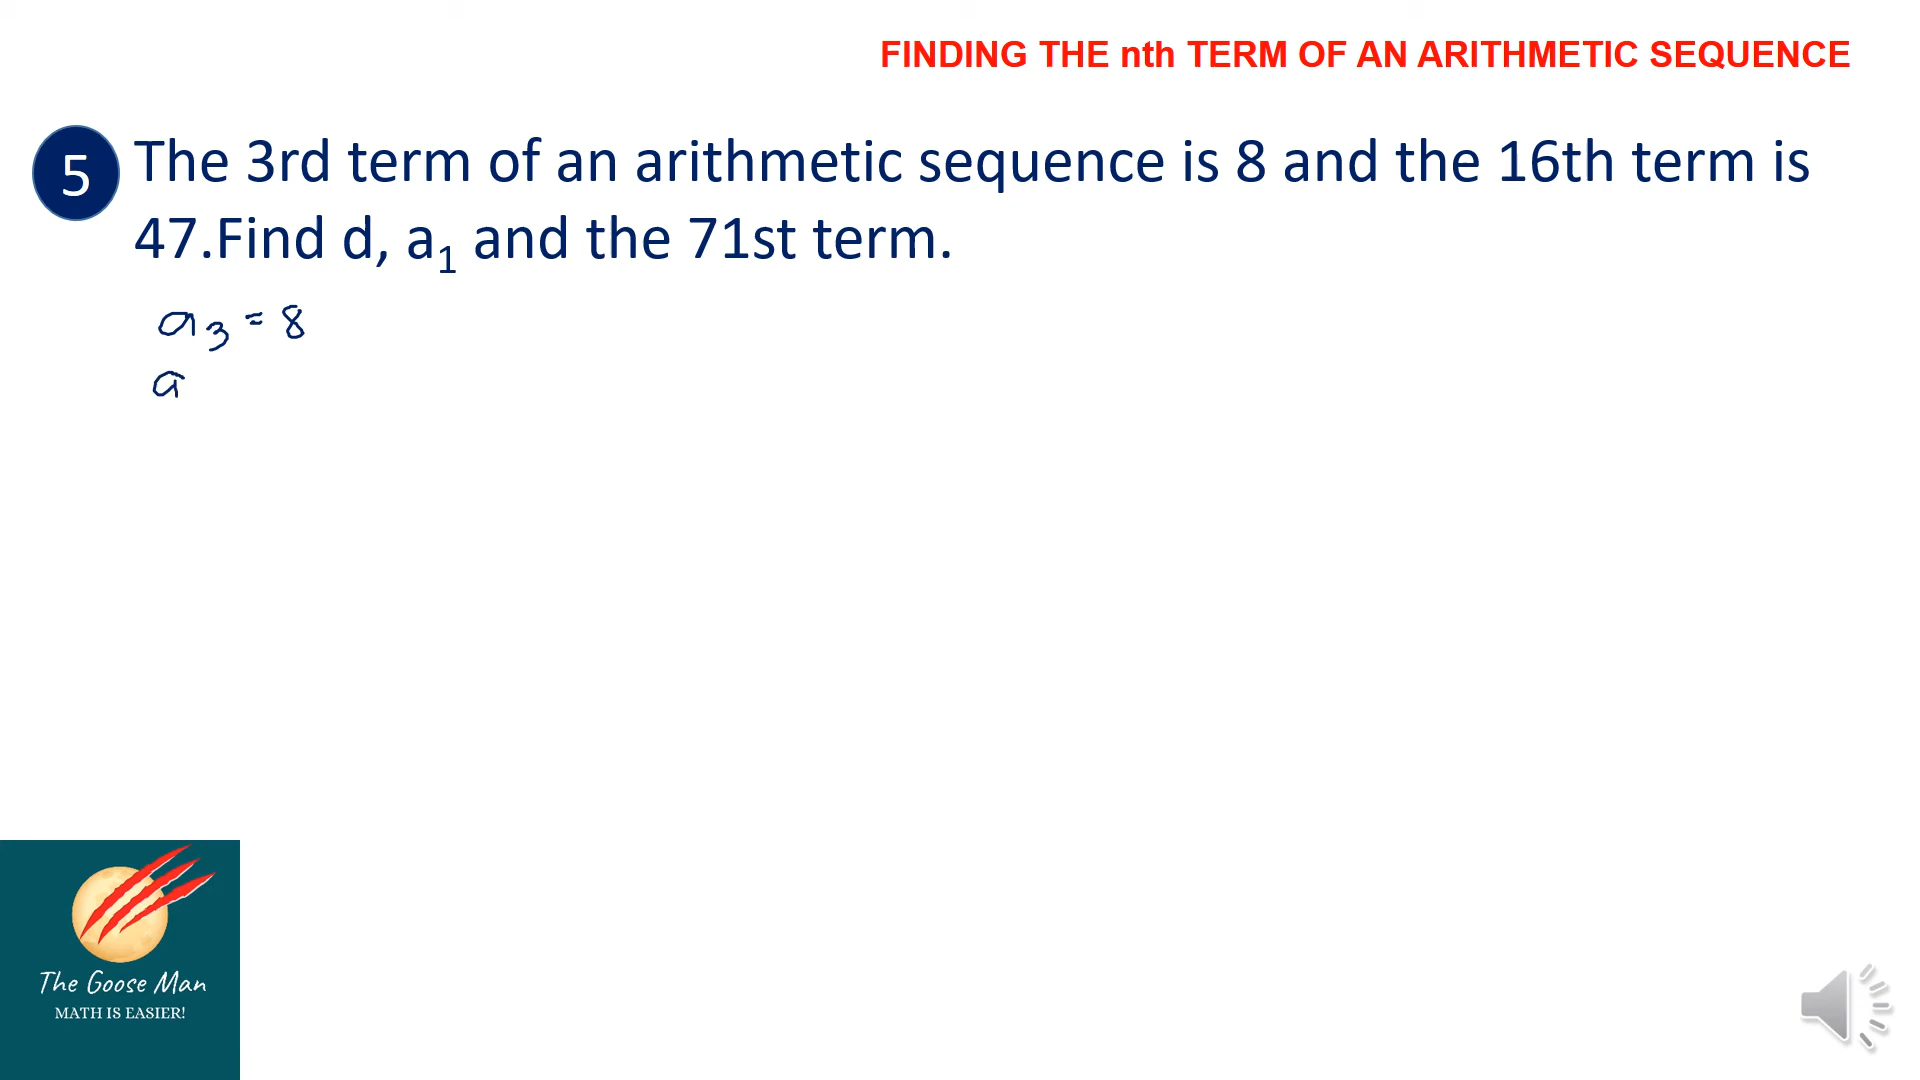 FINDING THE nth TERM OF AN ARITHMETIC SEQUENCE
5 The 3rd term of an arithmetic sequence is 8 and the 16th term is
47.Find d, a₁ and the 71st term.
a₃ = 8
a
The Goose Man
MATH IS EASIER!